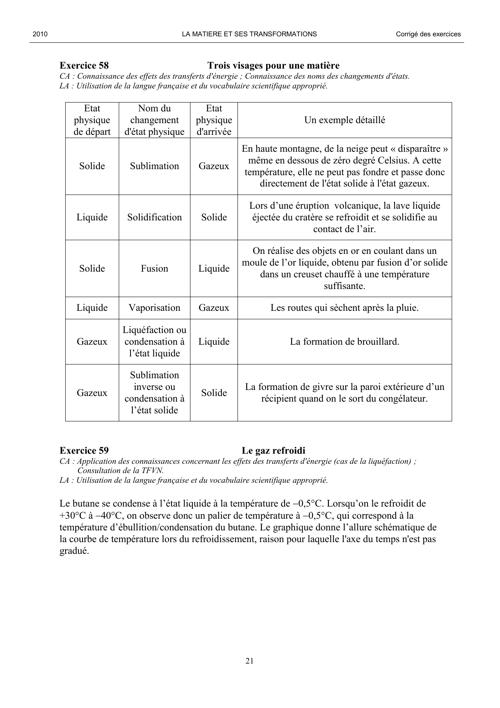 2010 LA MATIERE ET SES TRANSFORMATIONS Corrigé des exercices
Exercice 58 Trois visages pour une matière
CA : Connaissance des effets des transferts d'énergie ; Connaissance des noms des changements d'états.
LA : Utilisation de la langue française et du vocabulaire scientifique approprié.
Etat physique de départ Nom du changement d'état physique Etat physique d'arrivée Un exemple détaillé
Solide Sublimation Gazeux En haute montagne, de la neige peut « disparaître » même en dessous de zéro degré Celsius. A cette température, elle ne peut pas fondre et passe donc directement de l'état solide à l'état gazeux.
Liquide Solidification Solide Lors d'une éruption volcanique, la lave liquide éjectée du cratère se refroidit et se solidifie au contact de l'air.
Solide Fusion Liquide On réalise des objets en or en coulant dans un moule de l'or liquide, obtenu par fusion d'or solide dans un creuset chauffé à une température suffisante.
Liquide Vaporisation Gazeux Les routes qui sèchent après la pluie.
Gazeux Liquéfaction ou condensation à l'état liquide Liquide La formation de brouillard.
Gazeux Sublimation inverse ou condensation à l'état solide Solide La formation de givre sur la paroi extérieure d'un récipient quand on le sort du congélateur.
Exercice 59 Le gaz refroidi
CA : Application des connaissances concernant les effets des transferts d'énergie (cas de la liquéfaction) ;
Consultation de la TFVN.
LA : Utilisation de la langue française et du vocabulaire scientifique approprié.
Le butane se condense à l'état liquide à la température de –0,5°C. Lorsqu'on le refroidit de
+30°C à –40°C, on observe donc un palier de température à –0,5°C, qui correspond à la
température d'ébullition/condensation du butane. Le graphique donne l'allure schématique de
la courbe de température lors du refroidissement, raison pour laquelle l'axe du temps n'est pas
gradué.
21